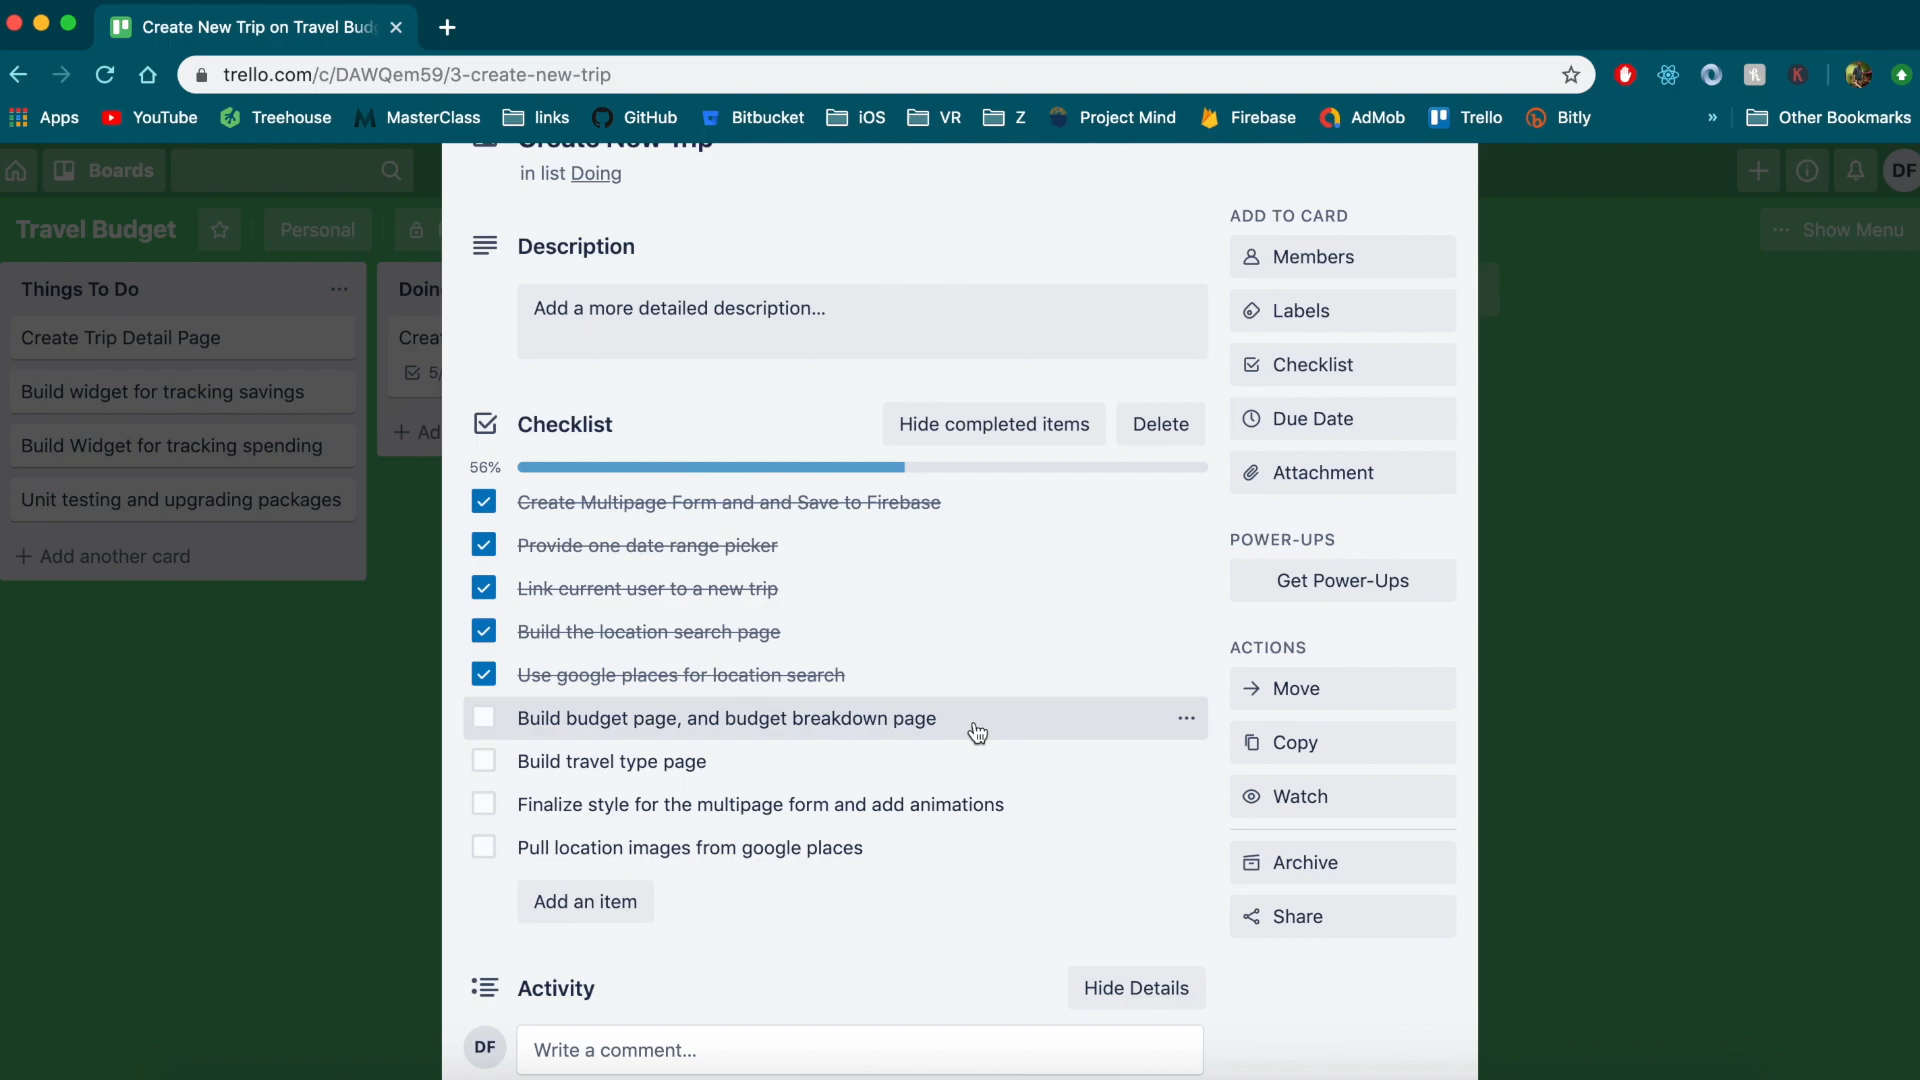 Create New Trip on Travel Bud
trello.com/c/DAWQem59/3-create-new-trip
Apps YouTube Treehouse MasterClass links GitHub Bitbucket iOS VR Z Project Mind Firebase AdMob Trello Bitly » Other Bookmarks
Boards
DF
Travel Budget
Personal
Show Menu
Things To Do
Create Trip Detail Page
Build widget for tracking savings
Build Widget for tracking spending
Unit testing and upgrading packages
+ Add another card
Doin
Crea
5/
+ Ad
Create New Trip
in list Doing
Description
Add a more detailed description...
Checklist
Hide completed items
Delete
56%
Create Multipage Form and and Save to Firebase
Provide one date range picker
Link current user to a new trip
Build the location search page
Use google places for location search
Build budget page, and budget breakdown page
Build travel type page
Finalize style for the multipage form and add animations
Pull location images from google places
Add an item
Activity
Hide Details
DF
Write a comment...
ADD TO CARD
Members
Labels
Checklist
Due Date
Attachment
POWER-UPS
Get Power-Ups
ACTIONS
Move
Copy
Watch
Archive
Share